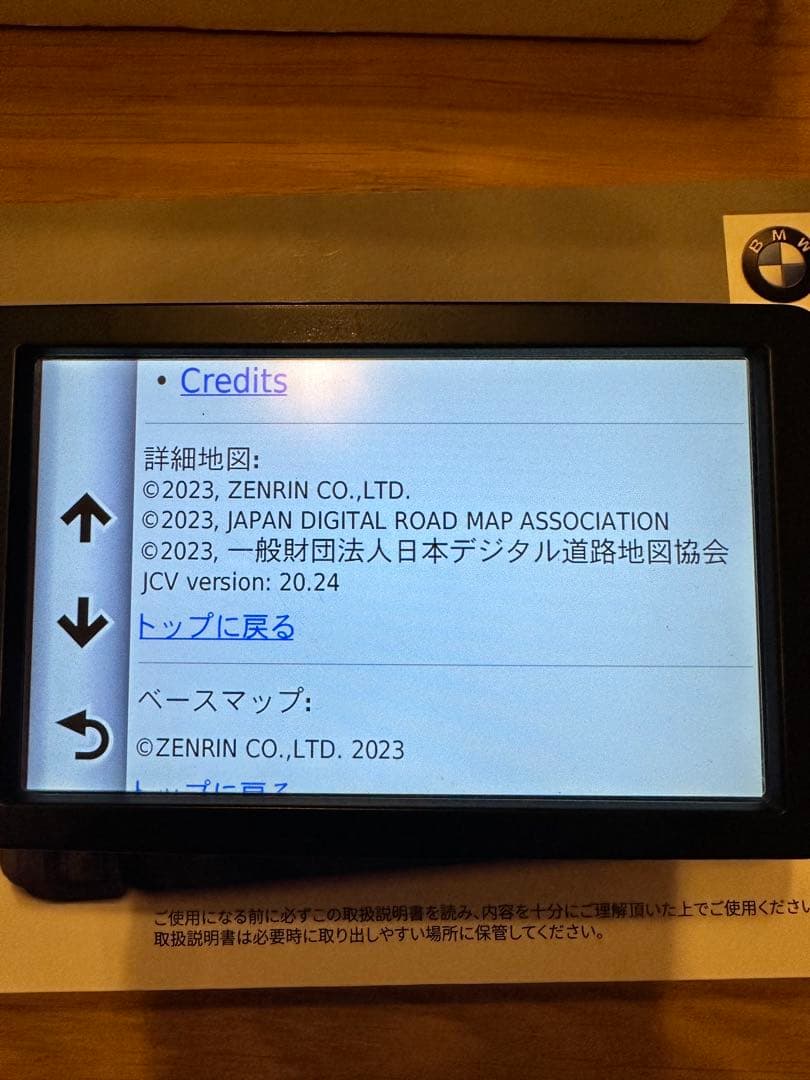 BMW
• Credits
詳細地図:
©2023, ZENRIN CO.,LTD.
©2023, JAPAN DIGITAL ROAD MAP ASSOCIATION
©2023, 一般財団法人日本デジタル道路地図協会
JCV version: 20.24
トップに戻る
ベースマップ:
©ZENRIN CO.,LTD. 2023
トップに戻る
ご使用になる前に必ずこの取扱説明書を読み、内容を十分にご理解頂いた上でご使用くださ
取扱説明書は必要時に取り出しやすい場所に保管してください。